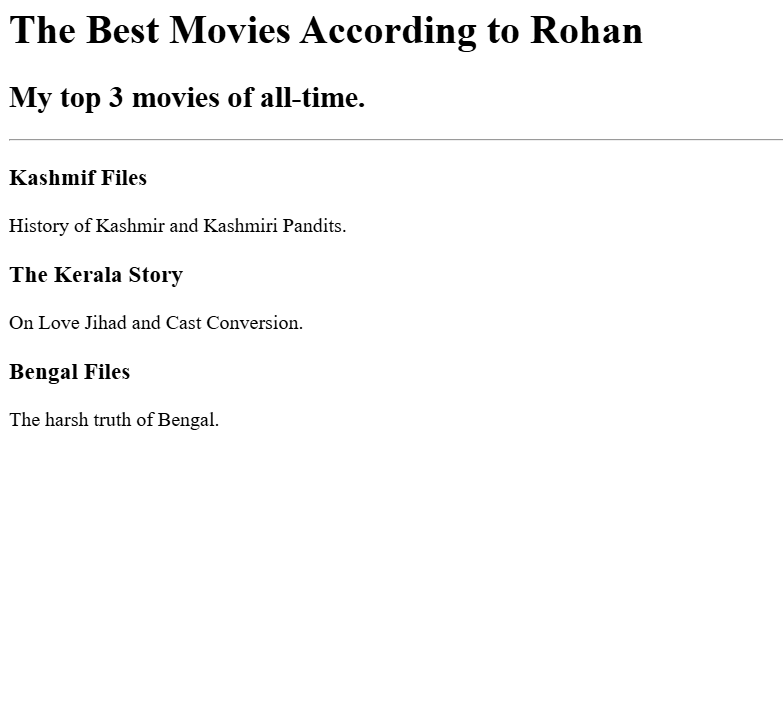 The Best Movies According to Rohan
My top 3 movies of all-time.
Kashmif Files
History of Kashmir and Kashmiri Pandits.
The Kerala Story
On Love Jihad and Cast Conversion.
Bengal Files
The harsh truth of Bengal.